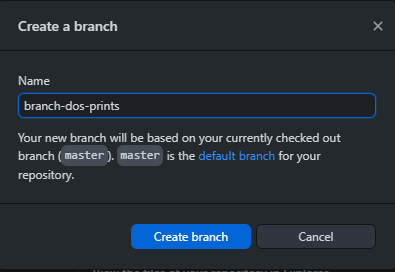 Create a branch
Name
branch-dos-prints
Your new branch will be based on your currently checked out
branch (master). master is the default branch for your
repository.
Create branch
Cancel